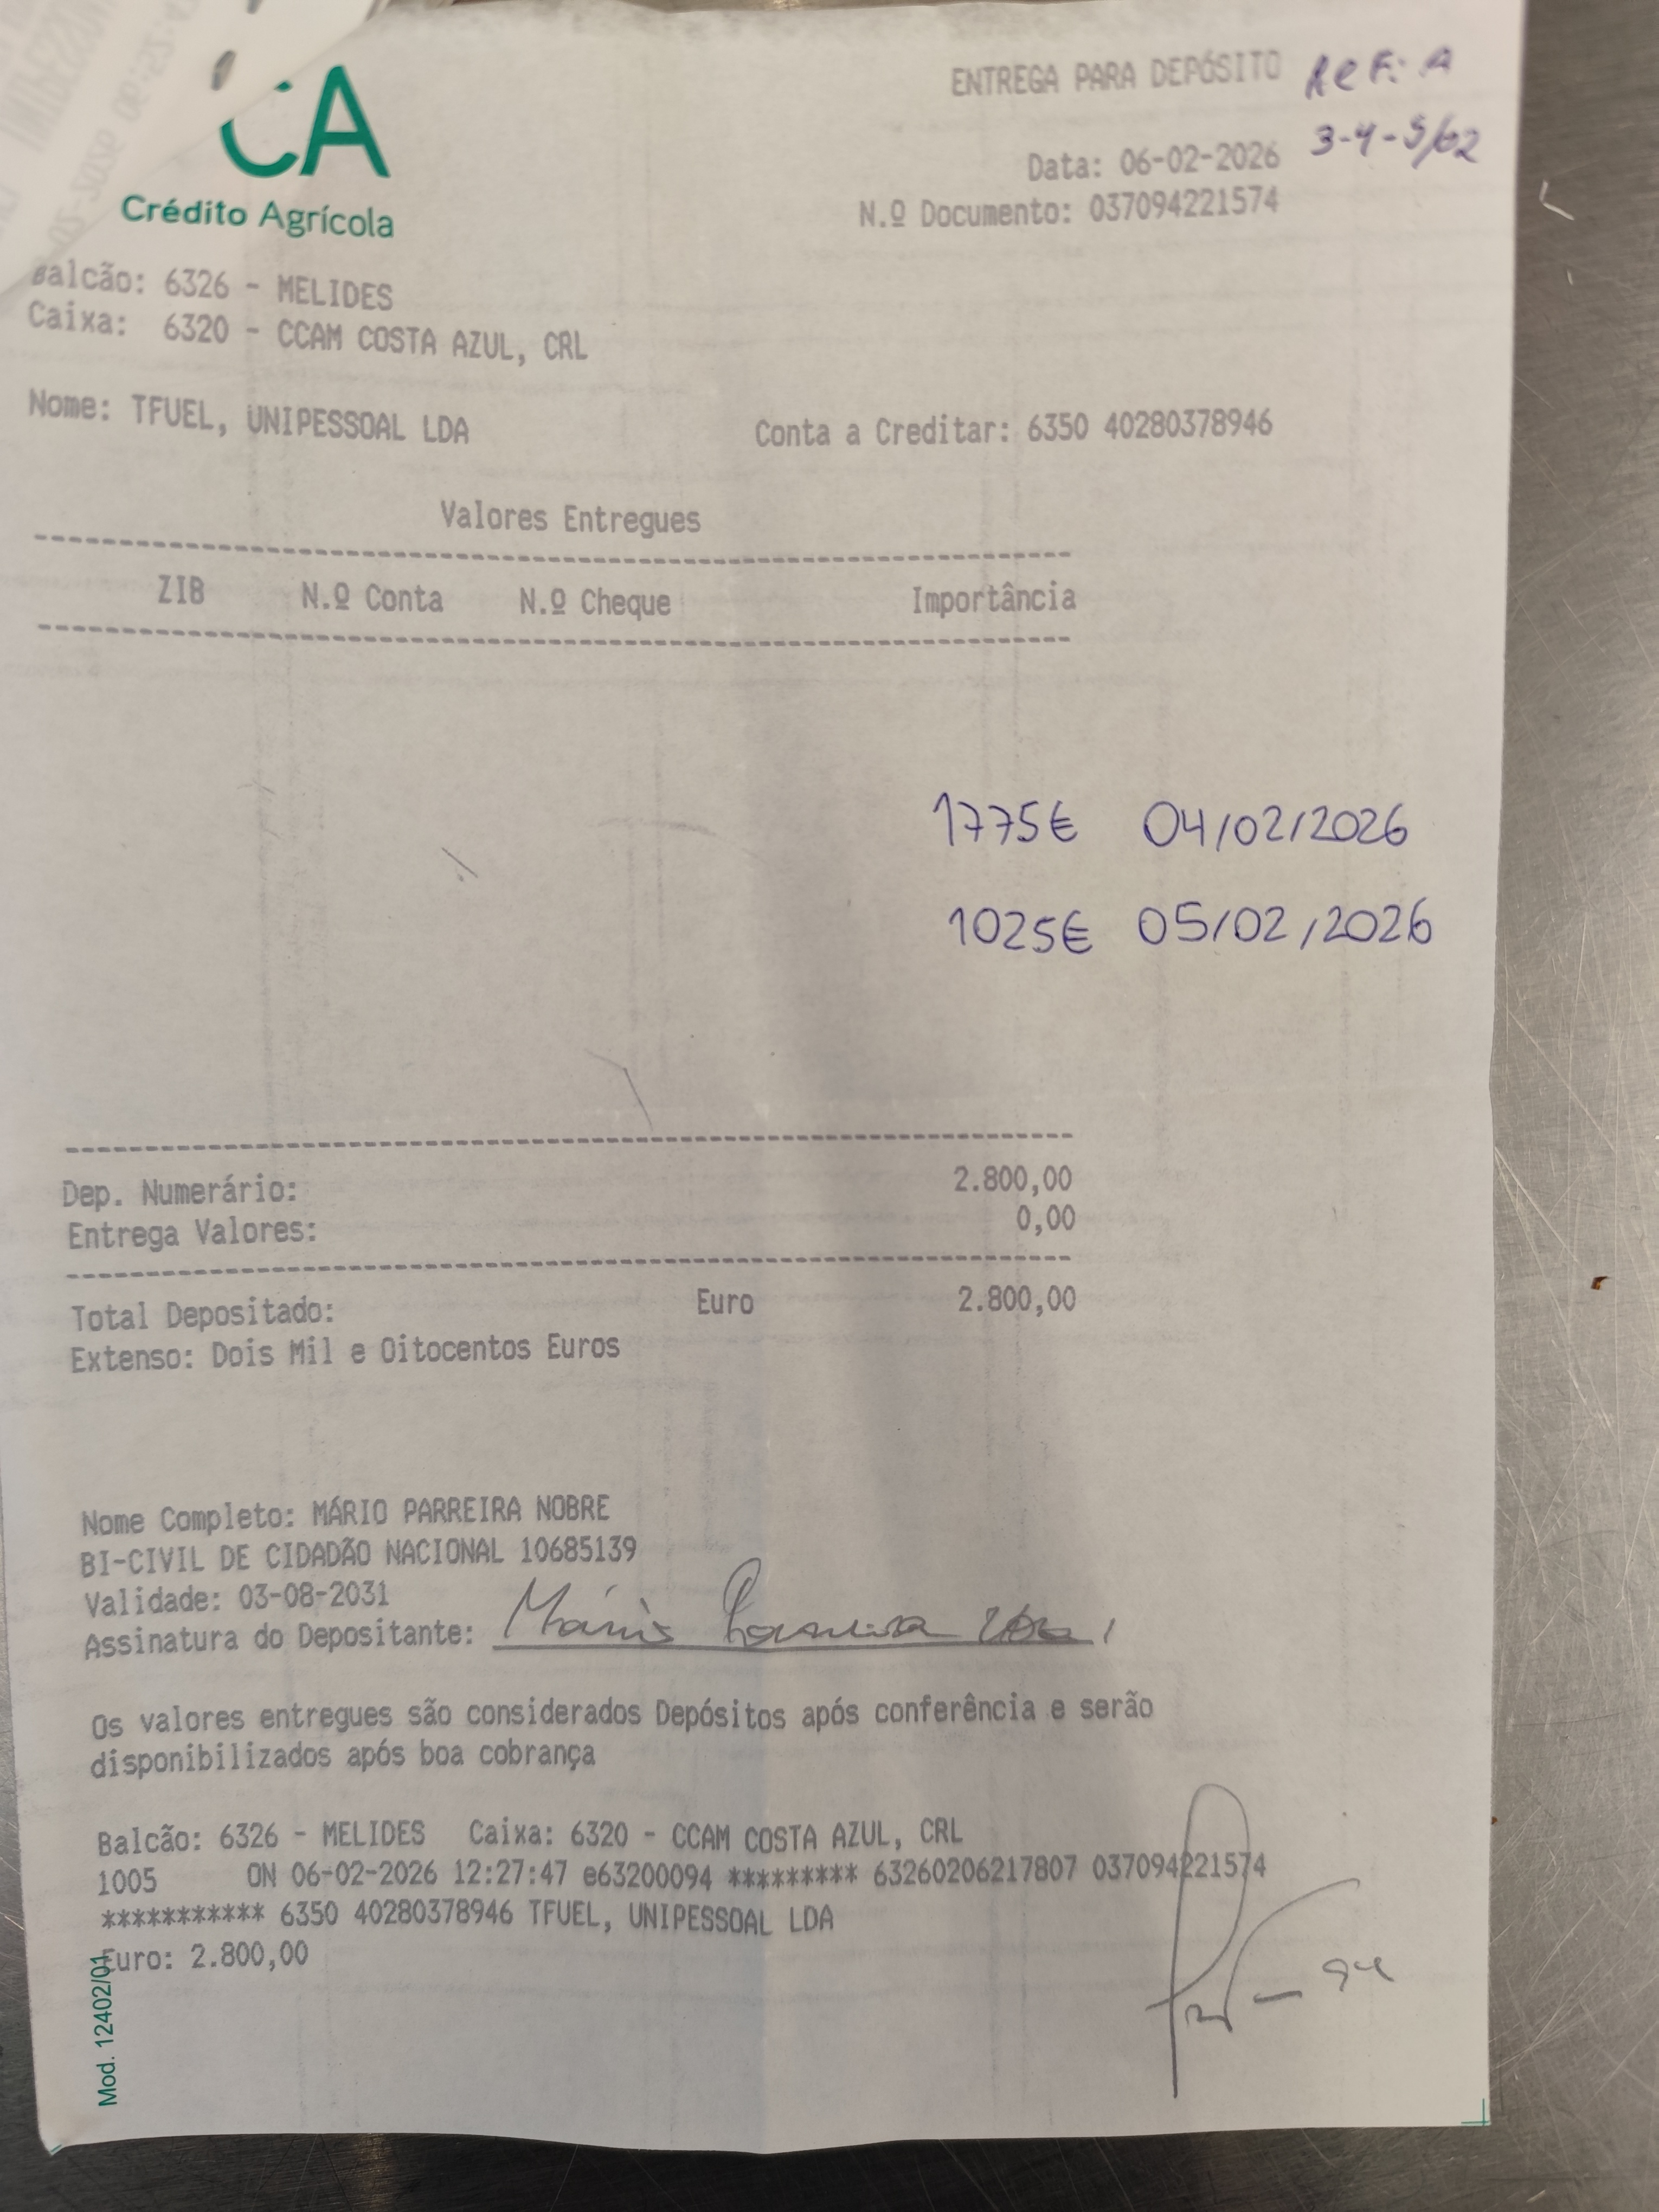 CA
Crédito Agrícola
ENTREGA PARA DEPÓSITO
Ref: A
3-4-5/02
Data: 06-02-2026
N.º Documento: 037094221574
Balcão: 6326 - MELIDES
Caixa: 6320 - CCAM COSTA AZUL, CRL
Nome: TFUEL, UNIPESSOAL LDA Conta a Creditar: 6350 40280378946
Valores Entregues
ZIB N.º Conta N.º Cheque Importância
1775€ 04/02/2026
1025€ 05/02/2026
Dep. Numerário: 2.800,00
Entrega Valores: 0,00
Total Depositado: Euro 2.800,00
Extenso: Dois Mil e Oitocentos Euros
Nome Completo: MÁRIO PARREIRA NOBRE
BI-CIVIL DE CIDADÃO NACIONAL 10685139
Validade: 03-08-2031
Assinatura do Depositante: Mário Parreira
Os valores entregues são considerados Depósitos após conferência e serão
disponibilizados após boa cobrança
Balcão: 6326 - MELIDES Caixa: 6320 - CCAM COSTA AZUL, CRL
1005 ON 06-02-2026 12:27:47 e63200094 ********* 63260206217807 037094221574
*********** 6350 40280378946 TFUEL, UNIPESSOAL LDA
Euro: 2.800,00
Mod. 12402/01